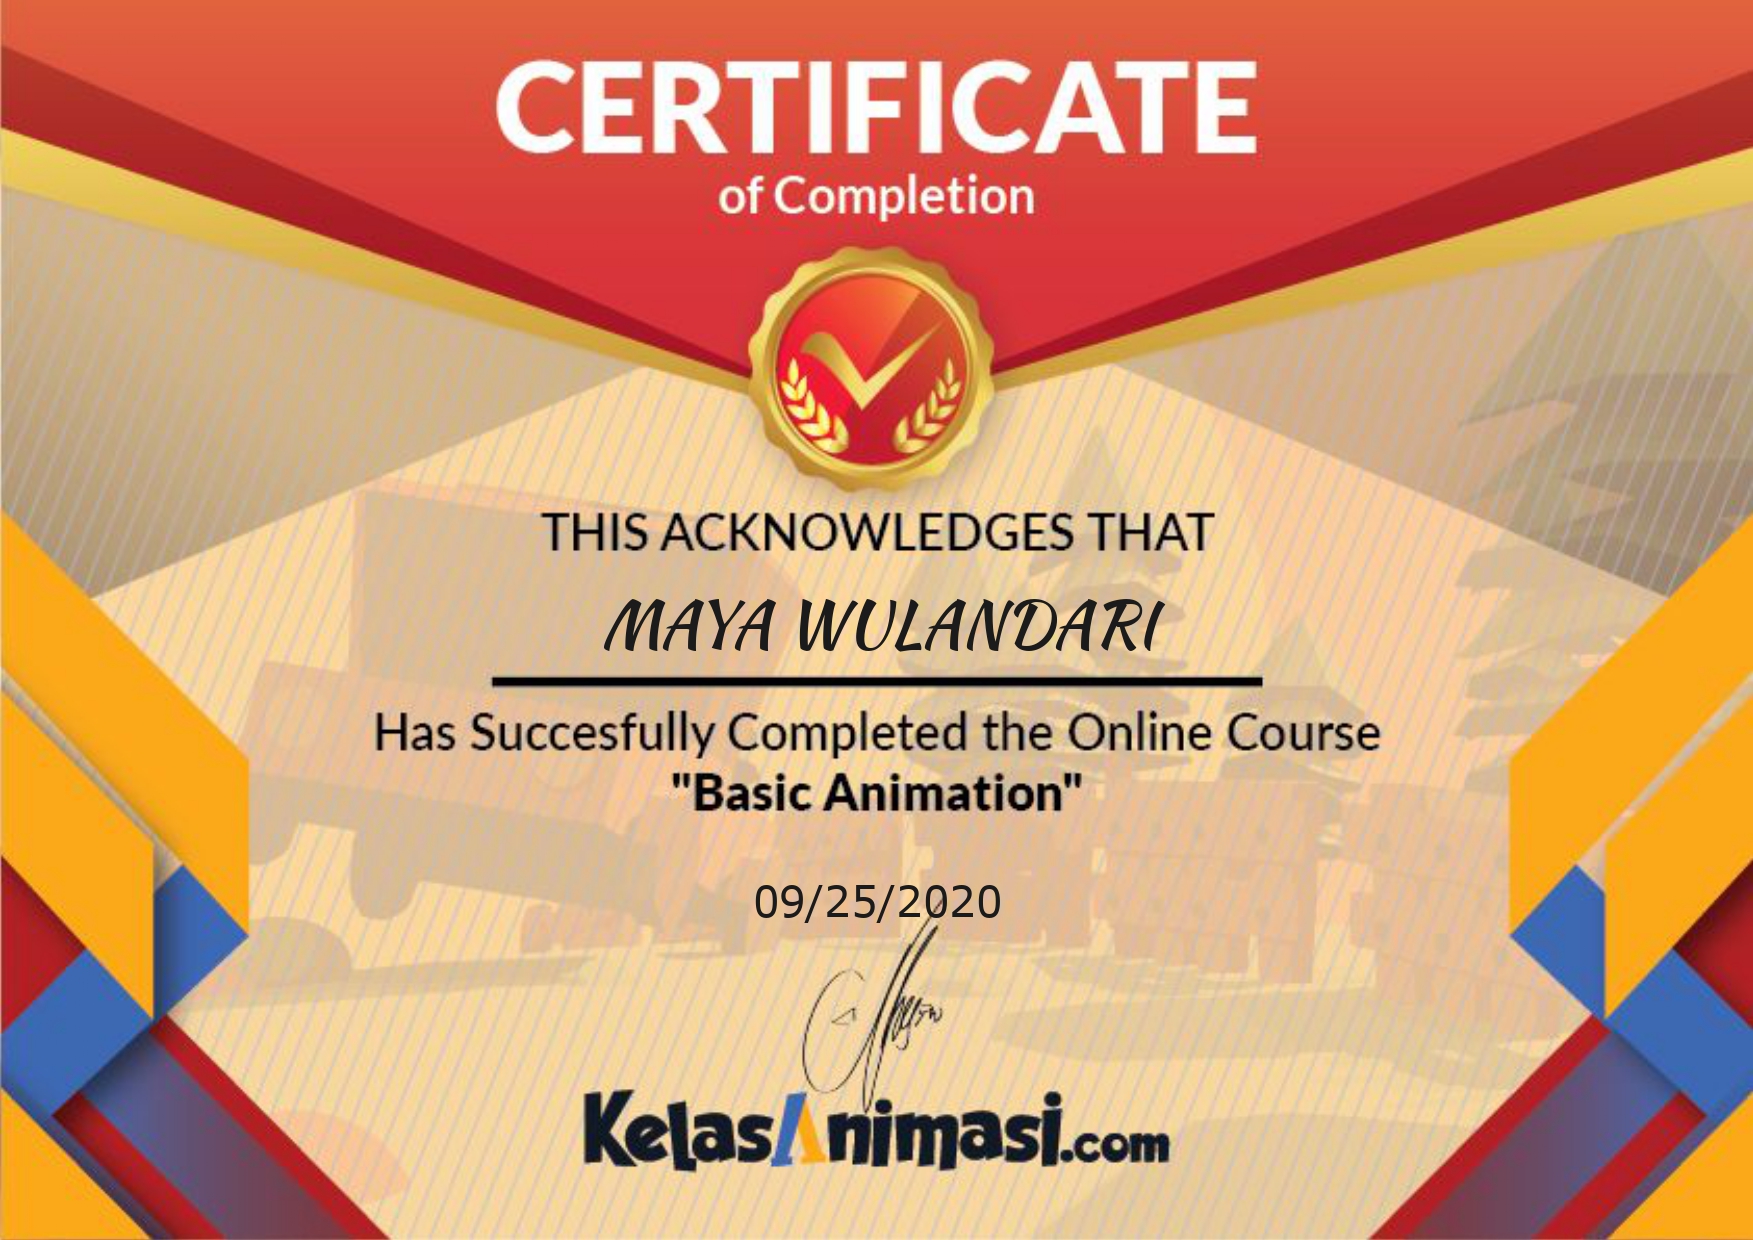 CERTIFICATE
of Completion
THIS ACKNOWLEDGES THAT
MAYA WULANDARI
Has Succesfully Completed the Online Course
"Basic Animation"
09/25/2020
KelasAnimasi.com